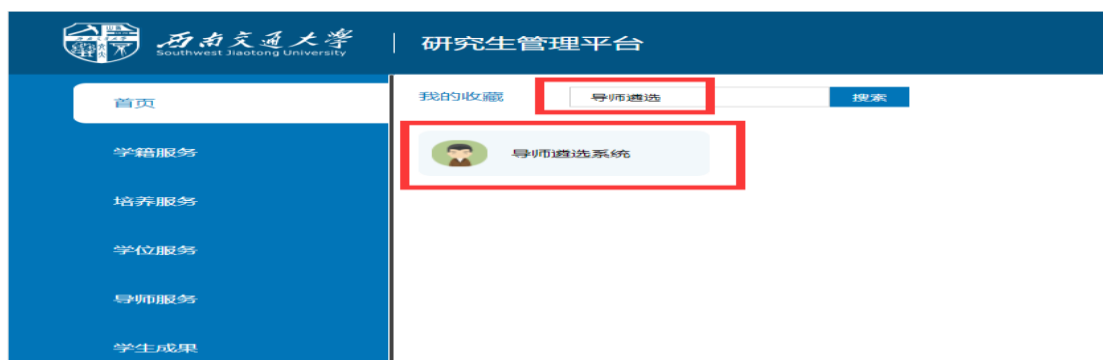 西南交通大学
Southwest Jiaotong University
研究生管理平台
首页
学籍服务
培养服务
学位服务
导师服务
学生成果
我的收藏
导师遴选
搜索
导师遴选系统